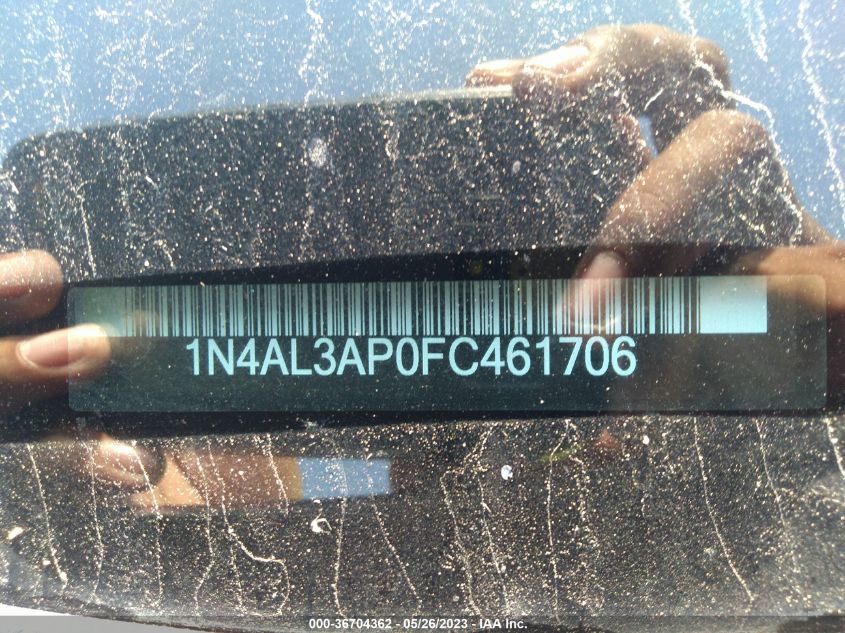 1N4AL3AP0FC461706
000-36704362 - 05/26/2023 - IAA Inc.